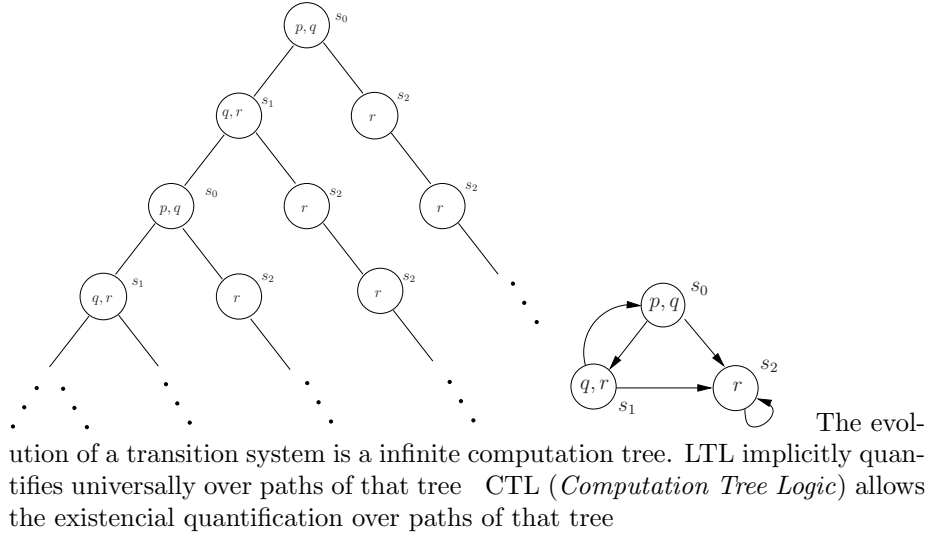 p, q s0
q, r s1 r s2
p, q s0 r s2 r s2
q, r s1 r s2 r s2
p, q s0
q, r s1 r s2
The evol-
ution of a transition system is a infinite computation tree. LTL implicitly quan-
tifies universally over paths of that tree CTL (Computation Tree Logic) allows
the existencial quantification over paths of that tree